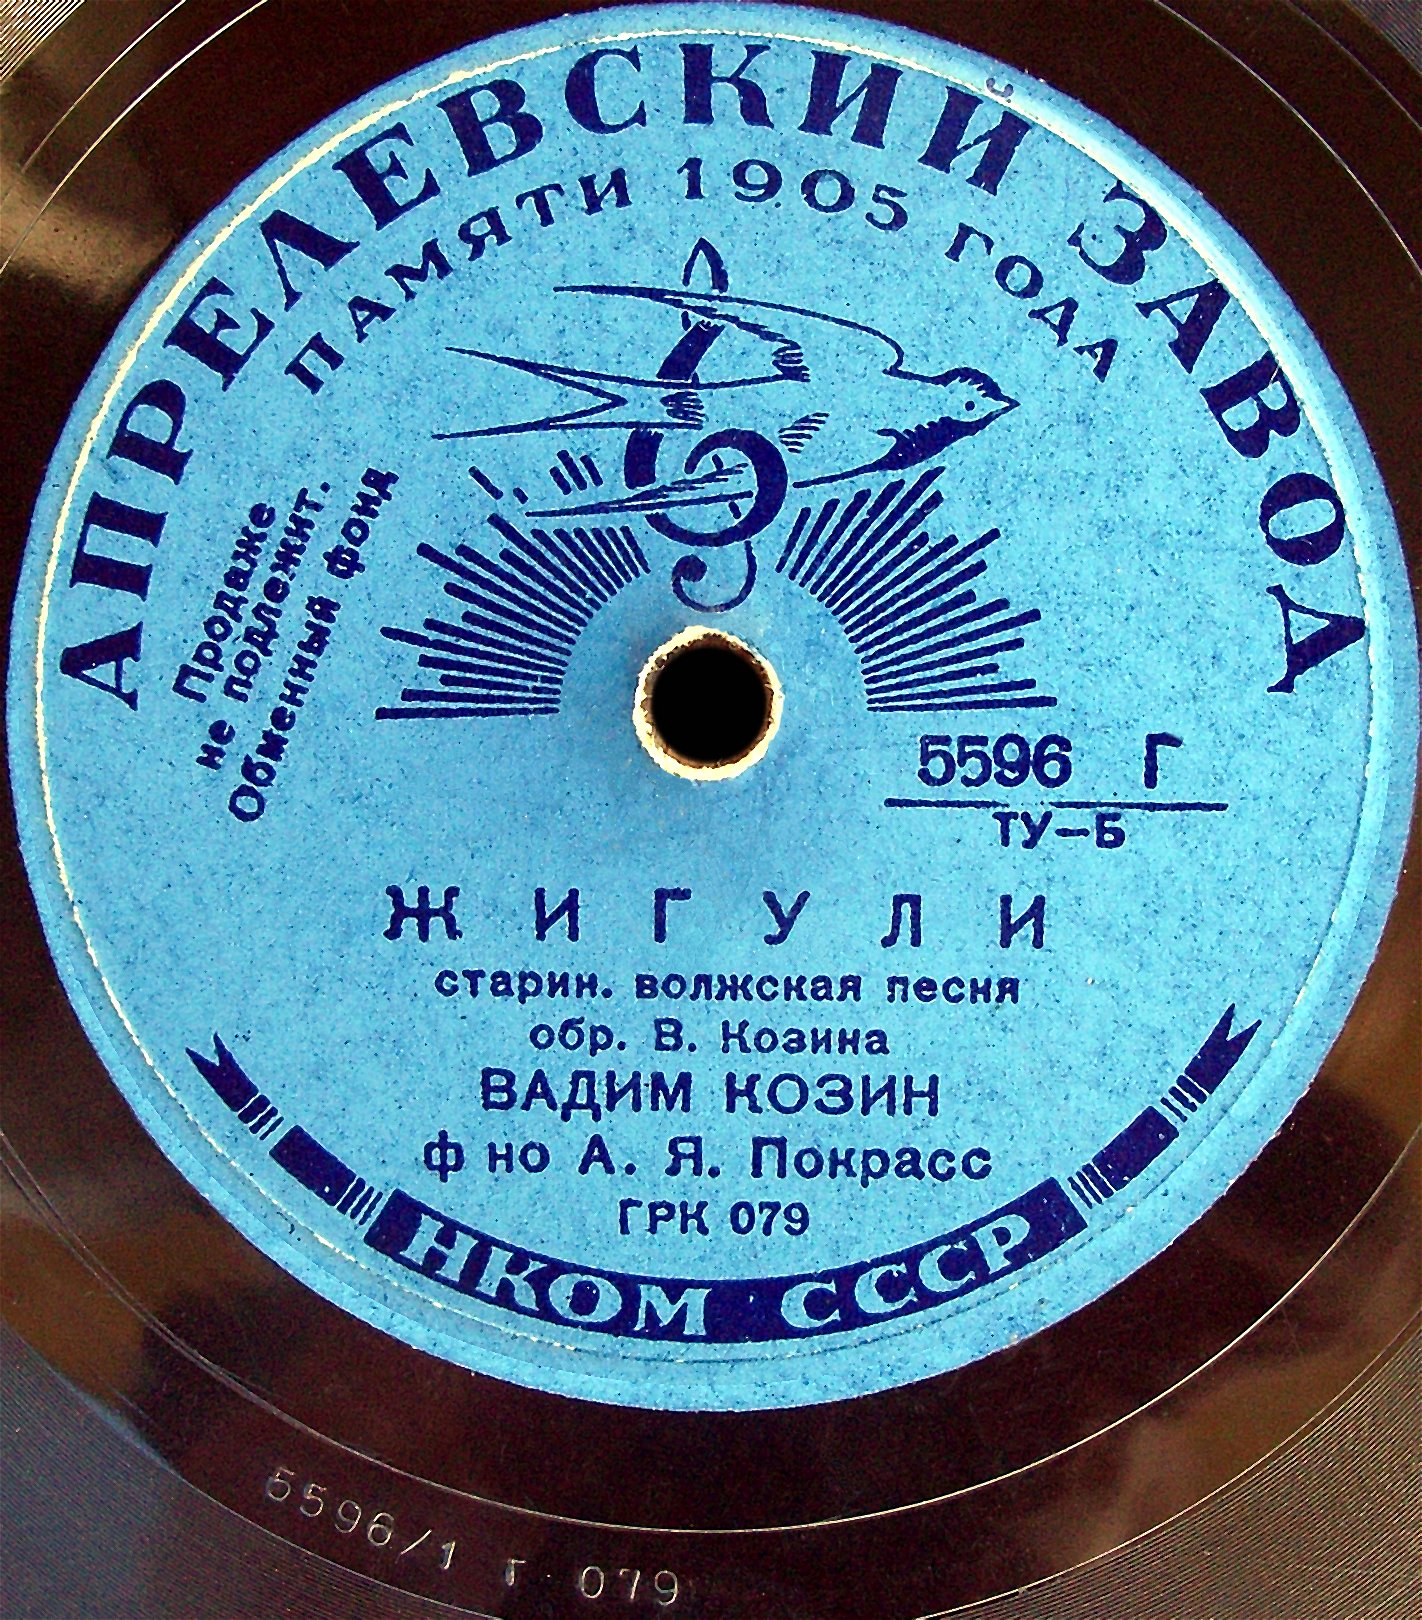 АПРЕЛЕВСКИЙ ЗАВОД
ПАМЯТИ 1905 ГОДА
Продаже
не подлежит.
Обменный фонд
5596 Г
ТУ-Б
ЖИГУЛИ
старин. волжская песня
обр. В. Козина
ВАДИМ КОЗИН
ф но А. Я. Покрасс
ГРК 079
НКОМ СССР
5596/1 Г 079